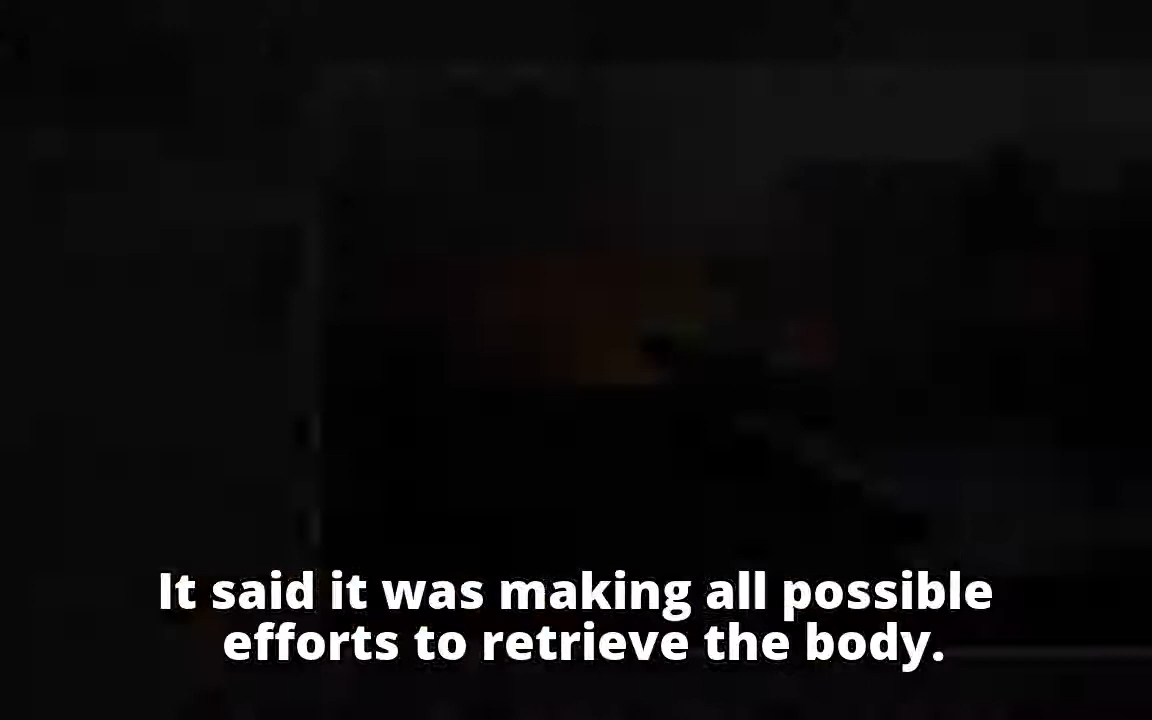 It said it was making all possible
efforts to retrieve the body.